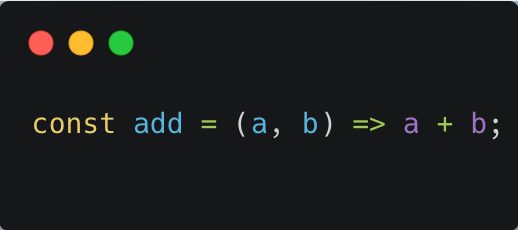 const add = (a, b) => a + b;